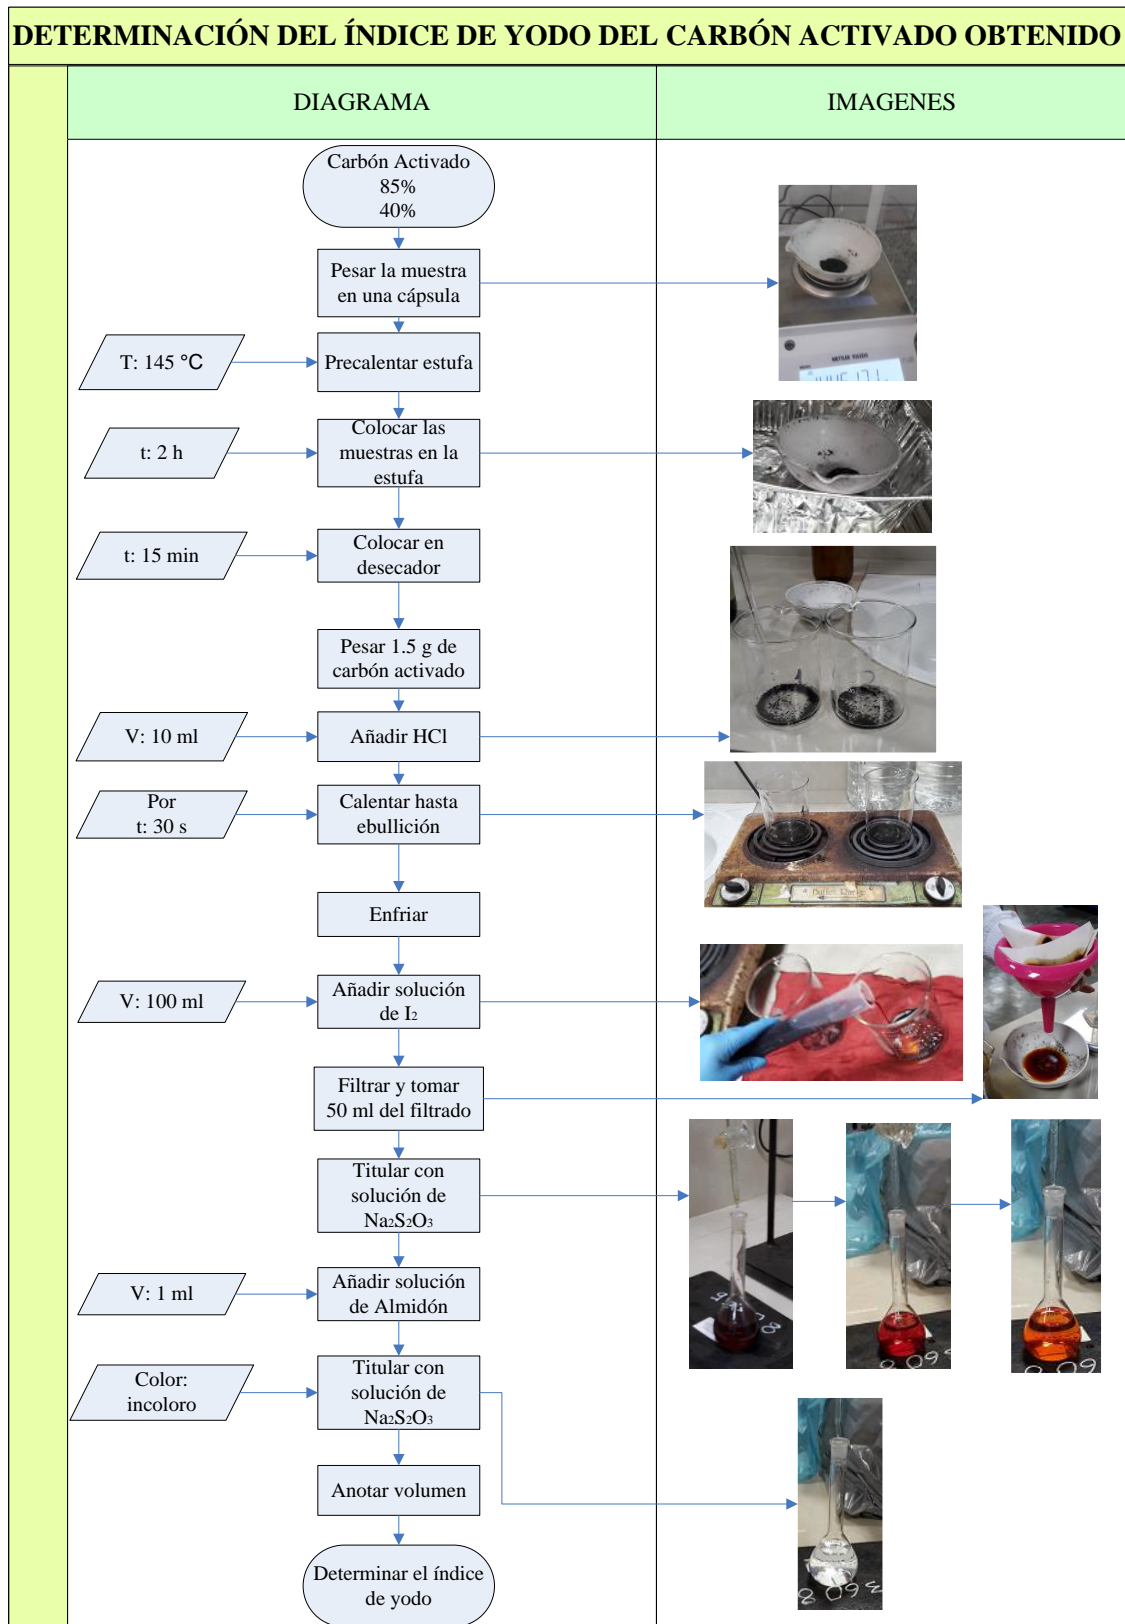 DETERMINACIÓN DEL ÍNDICE DE YODO DEL CARBÓN ACTIVADO OBTENIDO
DIAGRAMA
IMAGENES
Carbón Activado
85%
40%
Pesar la muestra
en una cápsula
T: 145 °C
Precalentar estufa
t: 2 h
Colocar las
muestras en la
estufa
t: 15 min
Colocar en
desecador
Pesar 1.5 g de
carbón activado
V: 10 ml
Añadir HCl
Por
t: 30 s
Calentar hasta
ebullición
Enfriar
V: 100 ml
Añadir solución
de I₂
Filtrar y tomar
50 ml del filtrado
Titular con
solución de
Na₂S₂O₃
V: 1 ml
Añadir solución
de Almidón
Color:
incoloro
Titular con
solución de
Na₂S₂O₃
Anotar volumen
Determinar el índice
de yodo
METTLER TOLEDO
Buffet Range